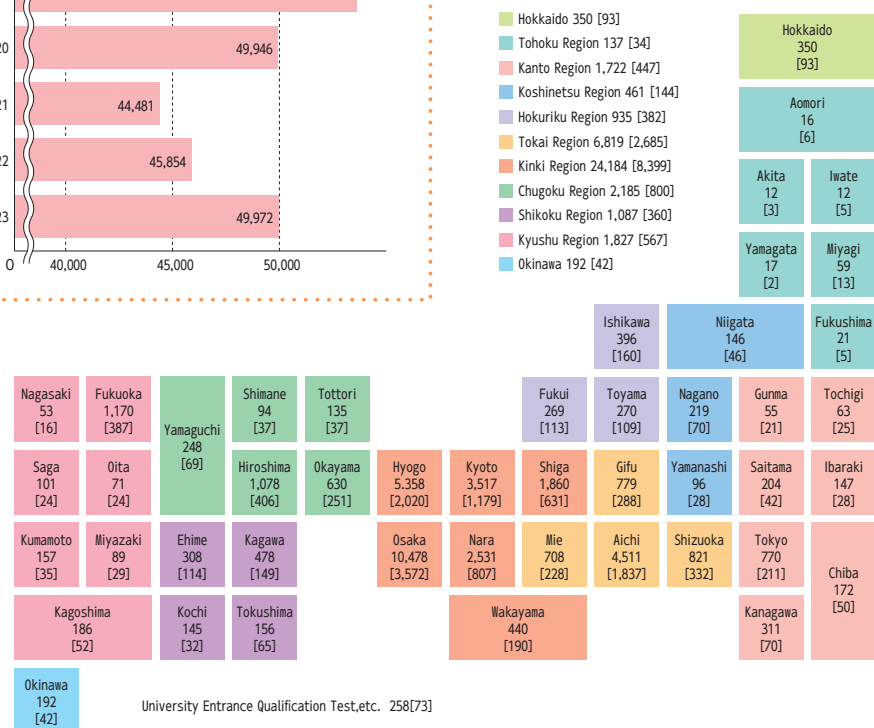 20
49,946
21
44,481
22
45,854
23
49,972
0
40,000
45,000
50,000
Hokkaido 350 [93]
Tohoku Region 137 [34]
Kanto Region 1,722 [447]
Koshinetsu Region 461 [144]
Hokuriku Region 935 [382]
Tokai Region 6,819 [2,685]
Kinki Region 24,184 [8,399]
Chugoku Region 2,185 [800]
Shikoku Region 1,087 [360]
Kyushu Region 1,827 [567]
Okinawa 192 [42]
Hokkaido
350
[93]
Aomori
16
[6]
Akita
12
[3]
Iwate
12
[5]
Yamagata
17
[2]
Miyagi
59
[13]
Ishikawa
396
[160]
Niigata
146
[46]
Fukushima
21
[5]
Nagasaki
53
[16]
Fukuoka
1,170
[387]
Yamaguchi
248
[69]
Shimane
94
[37]
Tottori
135
[37]
Fukui
269
[113]
Toyama
270
[109]
Nagano
219
[70]
Gunma
55
[21]
Tochigi
63
[25]
Saga
101
[24]
Oita
71
[24]
Hiroshima
1,078
[406]
Okayama
630
[251]
Hyogo
5.358
[2,020]
Kyoto
3,517
[1,179]
Shiga
1,860
[631]
Gifu
779
[288]
Yamanashi
96
[28]
Saitama
204
[42]
Ibaraki
147
[28]
Kumamoto
157
[35]
Miyazaki
89
[29]
Ehime
308
[114]
Kagawa
478
[149]
Osaka
10,478
[3,572]
Nara
2,531
[807]
Mie
708
[228]
Aichi
4,511
[1,837]
Shizuoka
821
[332]
Tokyo
770
[211]
Chiba
172
[50]
Kagoshima
186
[52]
Kochi
145
[32]
Tokushima
156
[65]
Wakayama
440
[190]
Kanagawa
311
[70]
Okinawa
192
[42]
University Entrance Qualification Test,etc. 258[73]